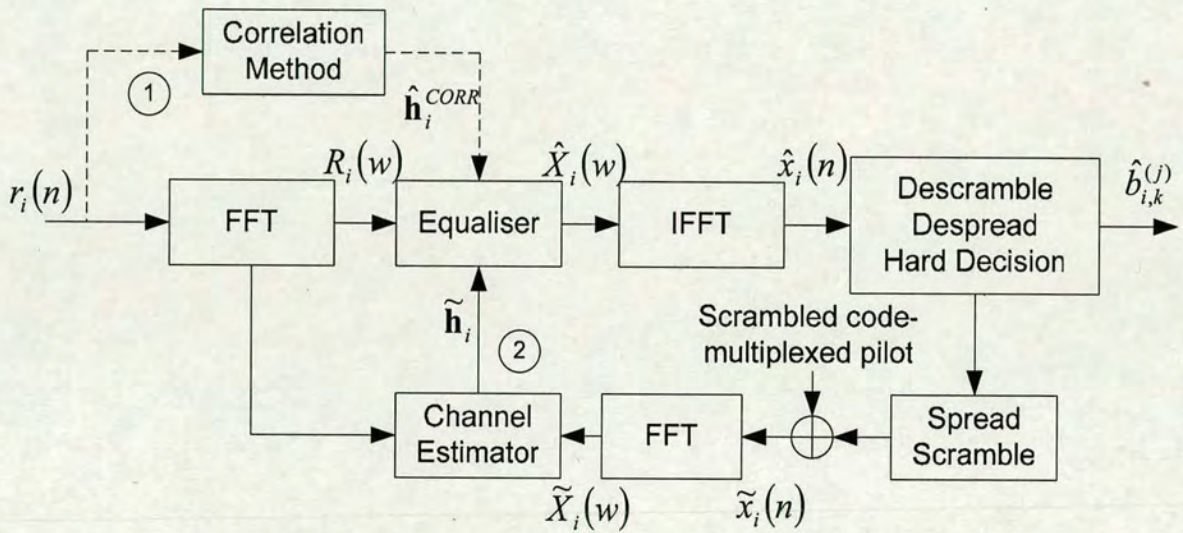 Correlation
Method
1
ĥ_i^{CORR}
r_i(n)
FFT
R_i(w)
Equaliser
X̂_i(w)
IFFT
x̂_i(n)
Descramble
Despread
Hard Decision
b̂_{i,k}^{(j)}
h̃_i
2
Scrambled code-
multiplexed pilot
Channel
Estimator
FFT
Spread
Scramble
X̃_i(w)
x̃_i(n)